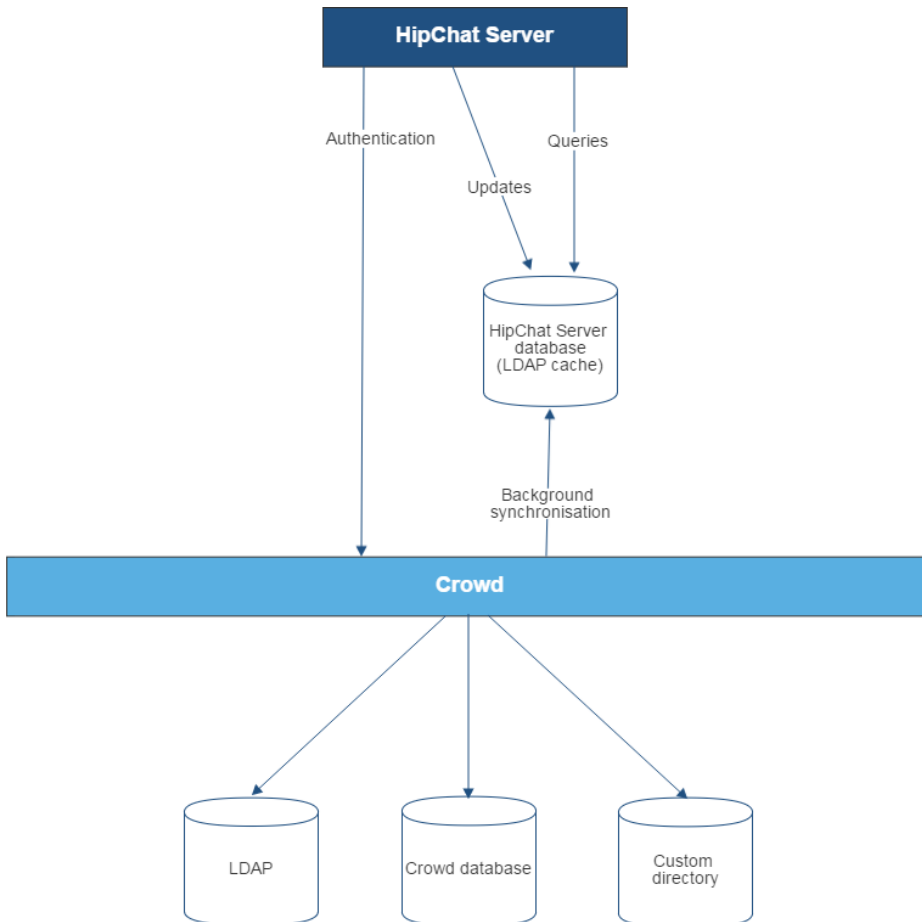 HipChat Server
Authentication
Queries
Updates
HipChat Server
database
(LDAP cache)
Background
synchronisation
Crowd
LDAP
Crowd database
Custom
directory